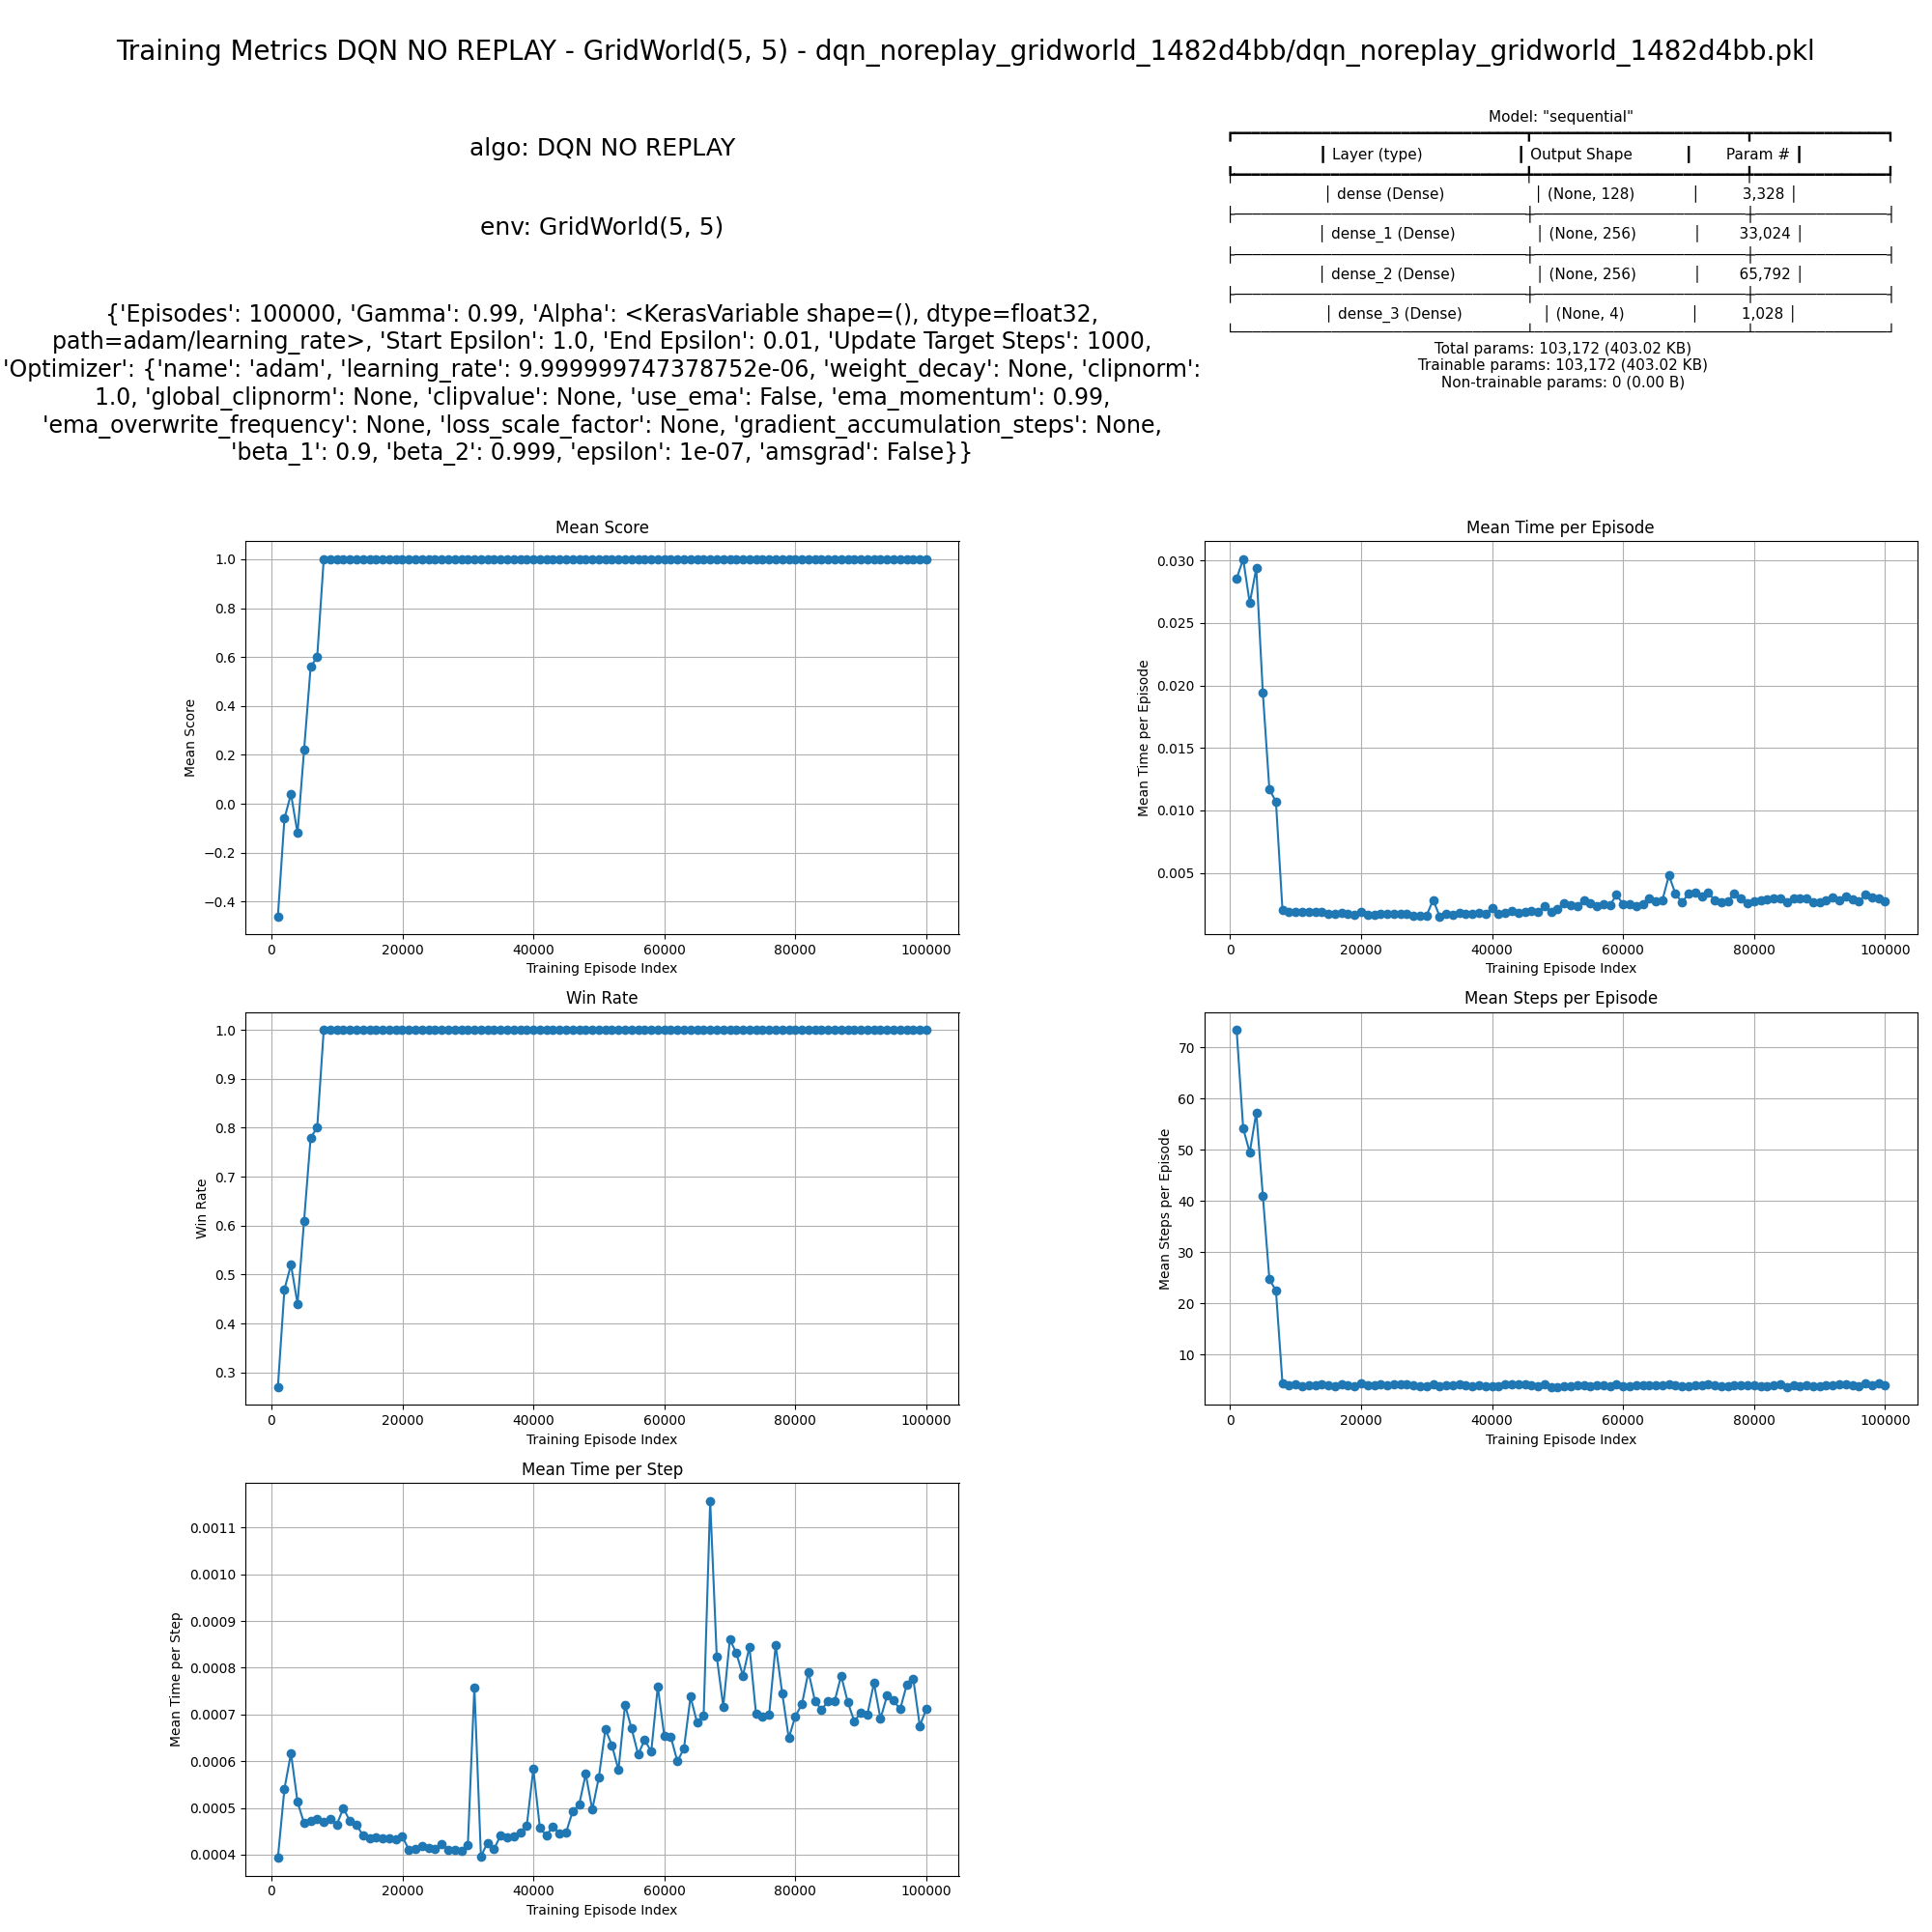 Training Metrics DQN NO REPLAY - GridWorld(5, 5) - dqn_noreplay_gridworld_1482d4bb/dqn_noreplay_gridworld_1482d4bb.pkl
algo: DQN NO REPLAY
env: GridWorld(5, 5)
{'Episodes': 100000, 'Gamma': 0.99, 'Alpha': <KerasVariable shape=(), dtype=float32,
path=adam/learning_rate>, 'Start Epsilon': 1.0, 'End Epsilon': 0.01, 'Update Target Steps': 1000,
'Optimizer': {'name': 'adam', 'learning_rate': 9.999999747378752e-06, 'weight_decay': None, 'clipnorm':
1.0, 'global_clipnorm': None, 'clipvalue': None, 'use_ema': False, 'ema_momentum': 0.99,
'ema_overwrite_frequency': None, 'loss_scale_factor': None, 'gradient_accumulation_steps': None,
'beta_1': 0.9, 'beta_2': 0.999, 'epsilon': 1e-07, 'amsgrad': False}}
Model: "sequential"
Layer (type) Output Shape Param #
dense (Dense) (None, 128) 3,328
dense_1 (Dense) (None, 256) 33,024
dense_2 (Dense) (None, 256) 65,792
dense_3 (Dense) (None, 4) 1,028
Total params: 103,172 (403.02 KB)
Trainable params: 103,172 (403.02 KB)
Non-trainable params: 0 (0.00 B)
Mean Score
Mean Score
1.0
0.8
0.6
0.4
0.2
0.0
−0.2
−0.4
0 20000 40000 60000 80000 100000
Training Episode Index
Mean Time per Episode
Mean Time per Episode
0.030
0.025
0.020
0.015
0.010
0.005
0 20000 40000 60000 80000 100000
Training Episode Index
Win Rate
Win Rate
1.0
0.9
0.8
0.7
0.6
0.5
0.4
0.3
0 20000 40000 60000 80000 100000
Training Episode Index
Mean Steps per Episode
Mean Steps per Episode
70
60
50
40
30
20
10
0 20000 40000 60000 80000 100000
Training Episode Index
Mean Time per Step
Mean Time per Step
0.0011
0.0010
0.0009
0.0008
0.0007
0.0006
0.0005
0.0004
0 20000 40000 60000 80000 100000
Training Episode Index